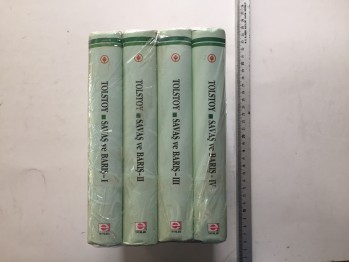 TOLSTOY ■ SAVAŞ ve BARIŞ - I
TOLSTOY ■ SAVAŞ ve BARIŞ - II
TOLSTOY ■ SAVAŞ ve BARIŞ - III
TOLSTOY ■ SAVAŞ ve BARIŞ - IV